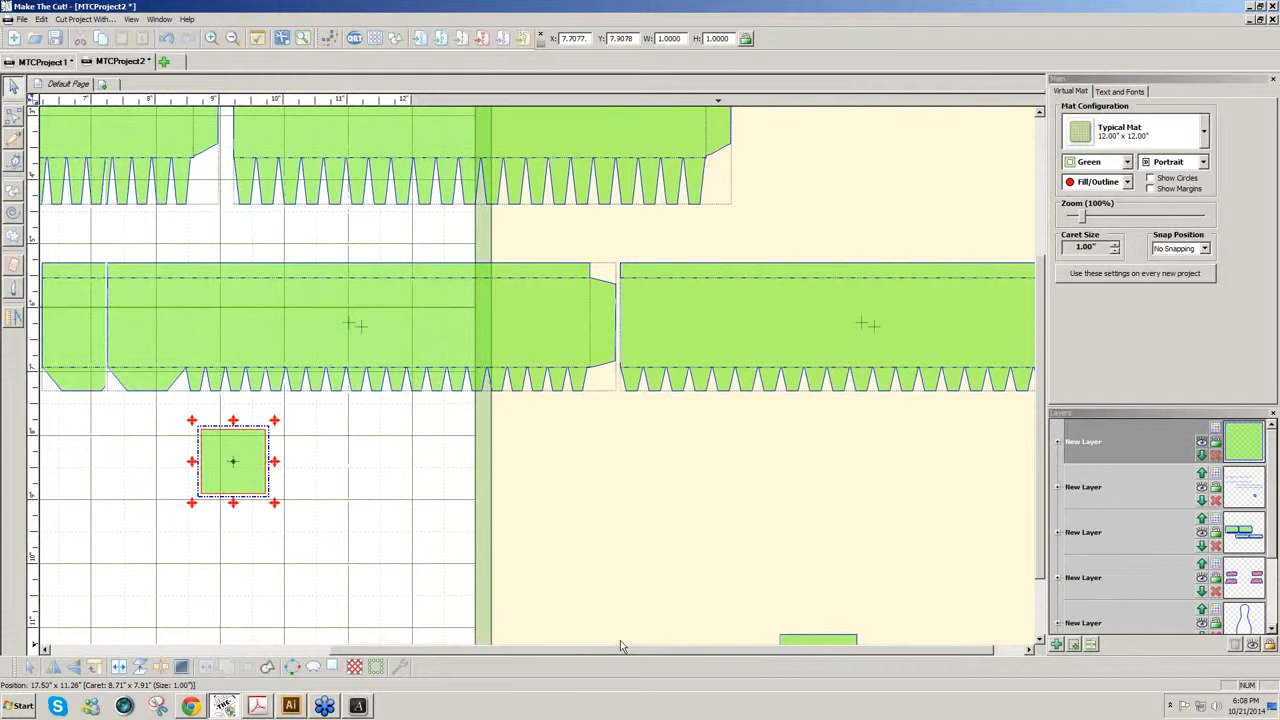 Make The Cut! - [MTCProject2 *]
File Edit Cut Project With... View Window Help
X: 7.7077. Y: 7.9078 W: 1.0000 H: 1.0000
MTCProject1 * MTCProject2 *
Default Page
7" 8" 9" 10" 11" 12"
Main
Virtual Mat Text and Fonts
Mat Configuration
Typical Mat
12.00" x 12.00"
Green Portrait
Fill/Outline Show Circles
Show Margins
Zoom (100%)
Caret Size Snap Position
1.00" No Snapping
Use these settings on every new project
Layers
New Layer
New Layer
New Layer
New Layer
New Layer
Position: 17.50" x 11.26" [Caret: 8.71" x 7.91" (Size: 1.00")]
NUM
Start
6:08 PM
10/21/2014